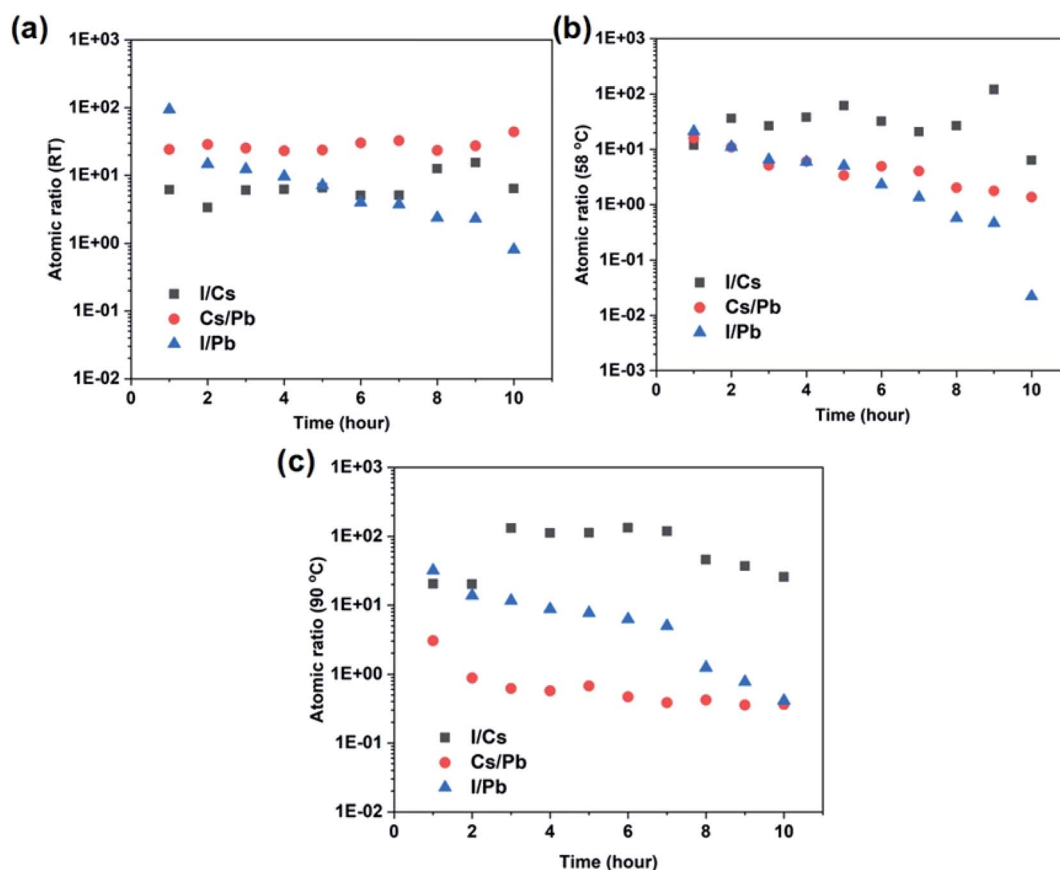 (a)
1E+03
1E+02
1E+01
1E+00
1E-01
1E-02
Atomic ratio (RT)
I/Cs
Cs/Pb
I/Pb
0 2 4 6 8 10
Time (hour)
(b)
1E+03
1E+02
1E+01
1E+00
1E-01
1E-02
1E-03
Atomic ratio (58 °C)
I/Cs
Cs/Pb
I/Pb
0 2 4 6 8 10
Time (hour)
(c)
1E+03
1E+02
1E+01
1E+00
1E-01
1E-02
Atomic ratio (90 °C)
I/Cs
Cs/Pb
I/Pb
0 2 4 6 8 10
Time (hour)